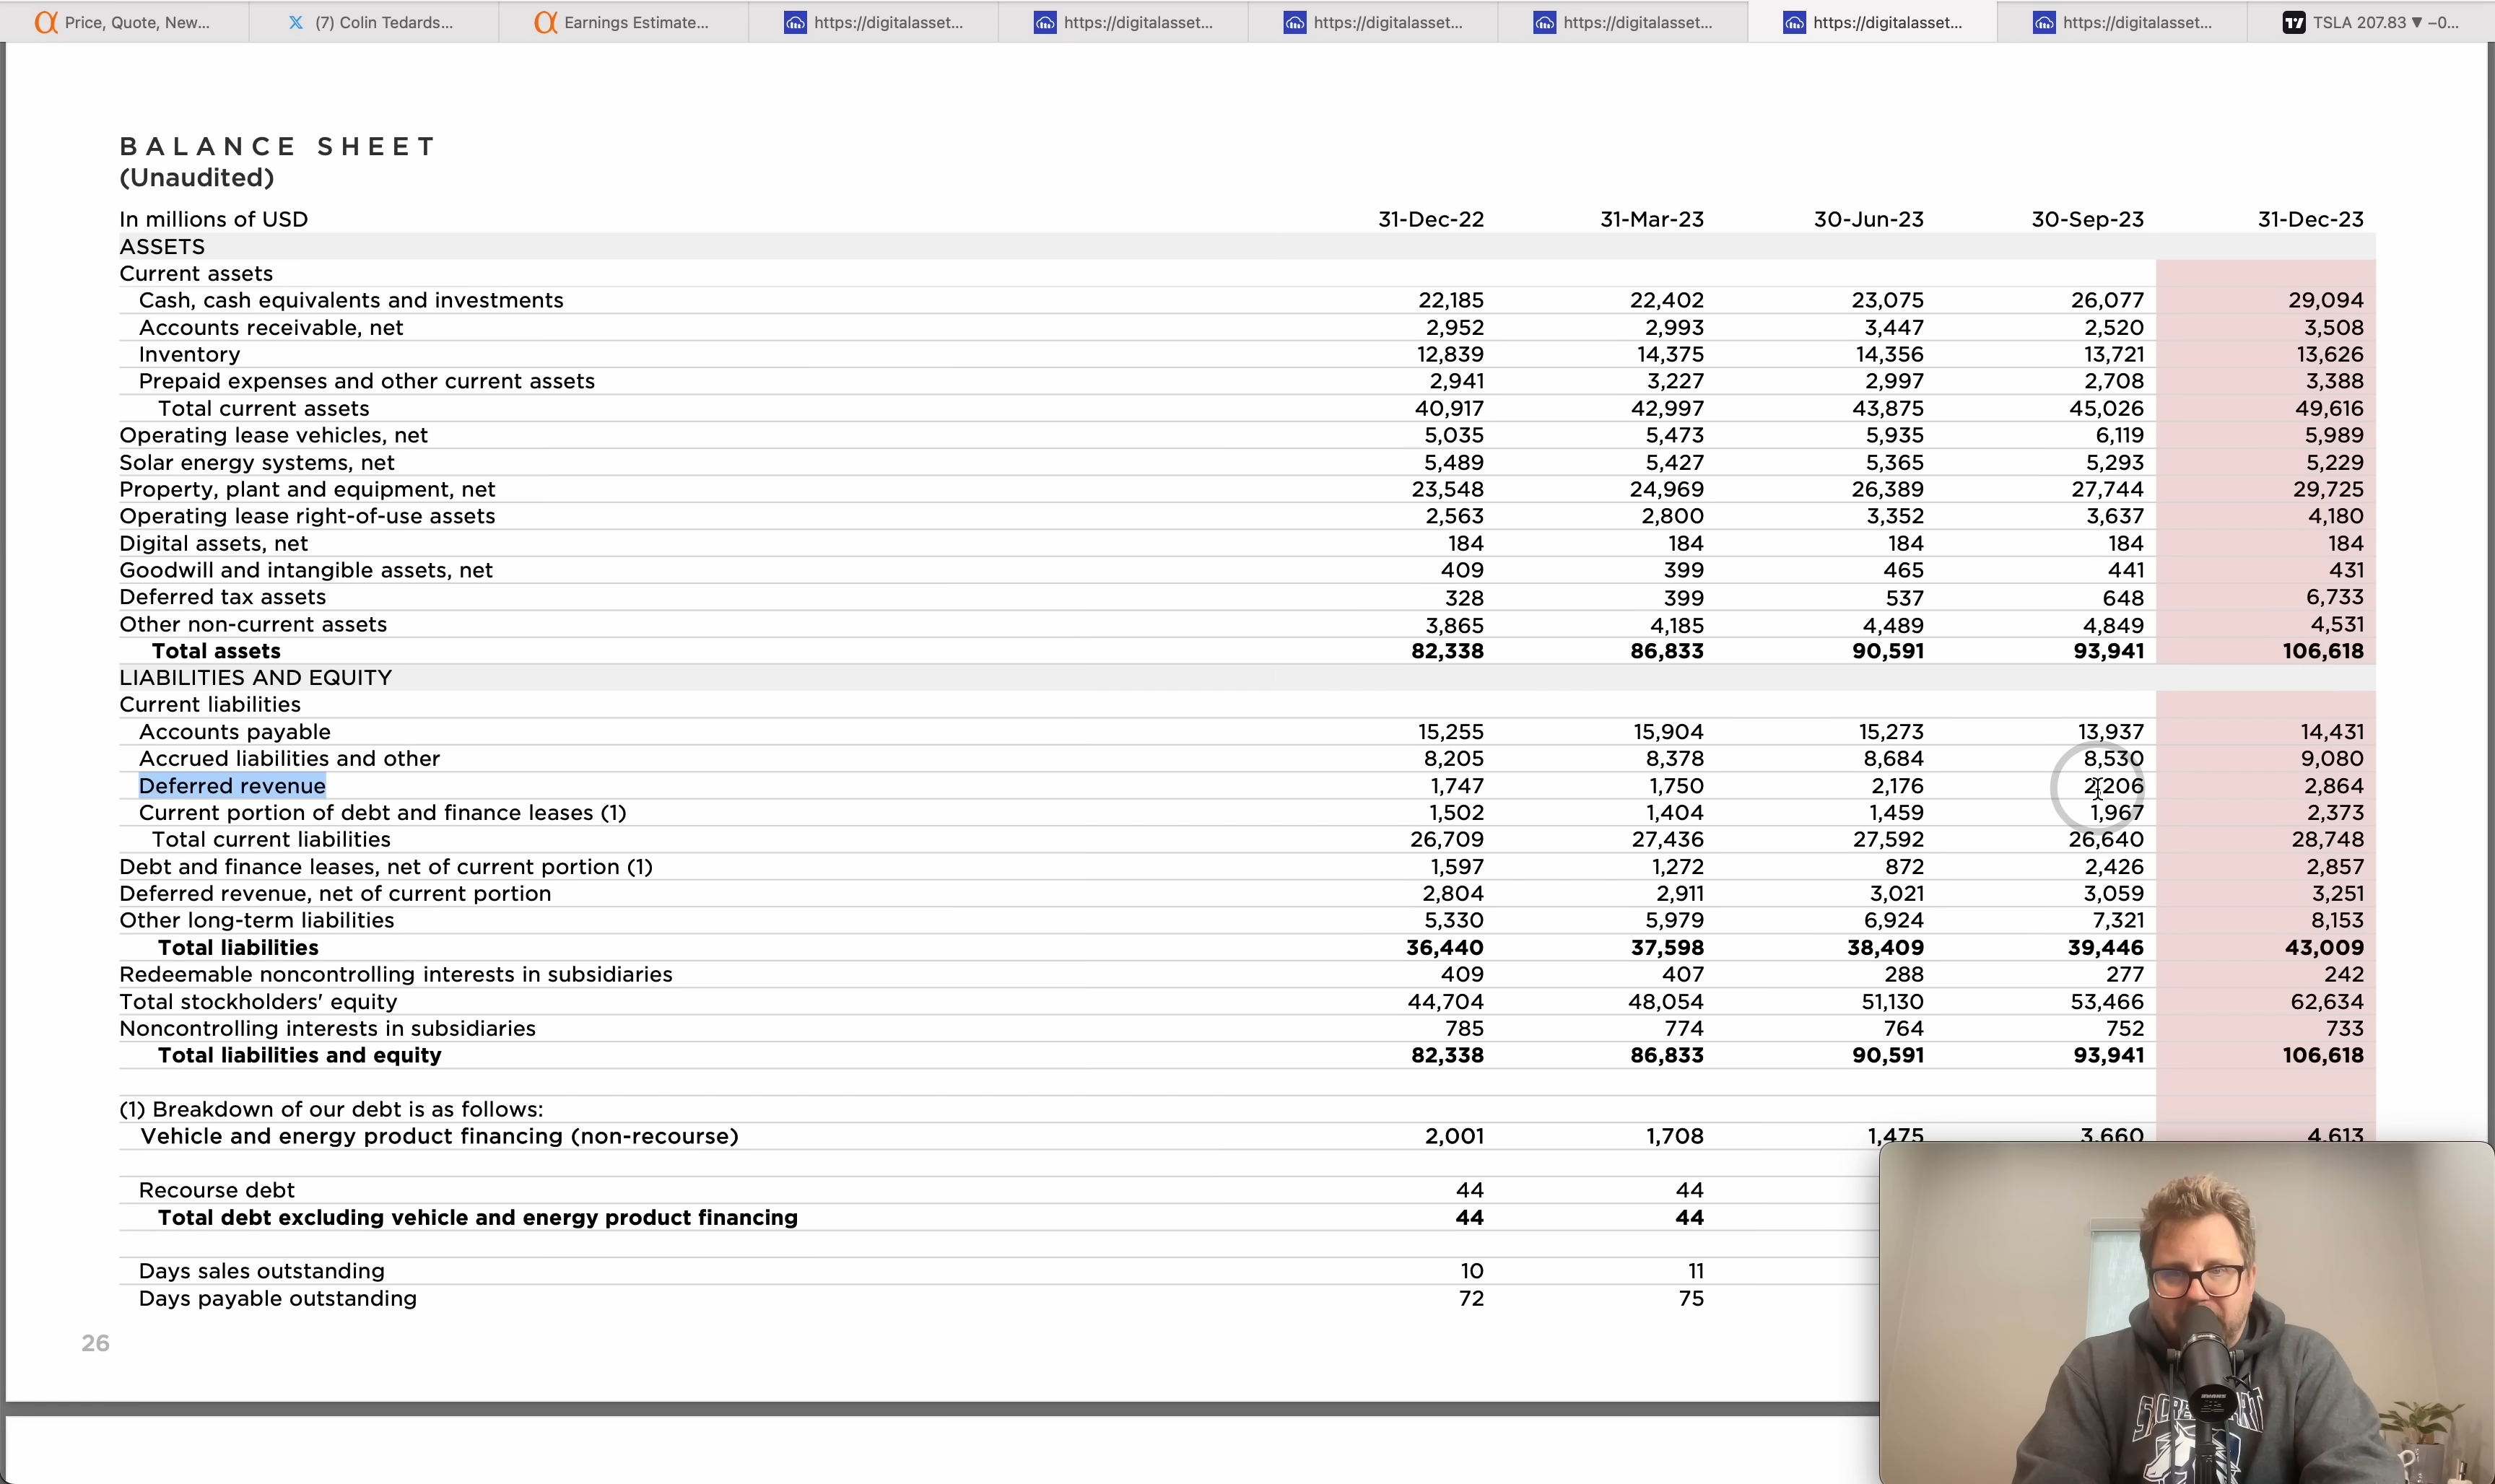 Price, Quote, New... (7) Colin Tedards... Earnings Estimate... https://digitalasset... https://digitalasset... https://digitalasset... https://digitalasset... https://digitalasset... https://digitalasset... TSLA 207.83 ▼ −0...
BALANCE SHEET
(Unaudited)
In millions of USD 31-Dec-22 31-Mar-23 30-Jun-23 30-Sep-23 31-Dec-23
ASSETS
Current assets
Cash, cash equivalents and investments 22,185 22,402 23,075 26,077 29,094
Accounts receivable, net 2,952 2,993 3,447 2,520 3,508
Inventory 12,839 14,375 14,356 13,721 13,626
Prepaid expenses and other current assets 2,941 3,227 2,997 2,708 3,388
Total current assets 40,917 42,997 43,875 45,026 49,616
Operating lease vehicles, net 5,035 5,473 5,935 6,119 5,989
Solar energy systems, net 5,489 5,427 5,365 5,293 5,229
Property, plant and equipment, net 23,548 24,969 26,389 27,744 29,725
Operating lease right-of-use assets 2,563 2,800 3,352 3,637 4,180
Digital assets, net 184 184 184 184 184
Goodwill and intangible assets, net 409 399 465 441 431
Deferred tax assets 328 399 537 648 6,733
Other non-current assets 3,865 4,185 4,489 4,849 4,531
Total assets 82,338 86,833 90,591 93,941 106,618
LIABILITIES AND EQUITY
Current liabilities
Accounts payable 15,255 15,904 15,273 13,937 14,431
Accrued liabilities and other 8,205 8,378 8,684 8,530 9,080
Deferred revenue 1,747 1,750 2,176 2,206 2,864
Current portion of debt and finance leases (1) 1,502 1,404 1,459 1,967 2,373
Total current liabilities 26,709 27,436 27,592 26,640 28,748
Debt and finance leases, net of current portion (1) 1,597 1,272 872 2,426 2,857
Deferred revenue, net of current portion 2,804 2,911 3,021 3,059 3,251
Other long-term liabilities 5,330 5,979 6,924 7,321 8,153
Total liabilities 36,440 37,598 38,409 39,446 43,009
Redeemable noncontrolling interests in subsidiaries 409 407 288 277 242
Total stockholders' equity 44,704 48,054 51,130 53,466 62,634
Noncontrolling interests in subsidiaries 785 774 764 752 733
Total liabilities and equity 82,338 86,833 90,591 93,941 106,618
(1) Breakdown of our debt is as follows:
Vehicle and energy product financing (non-recourse) 2,001 1,708 1,475 3,660 4,613
Recourse debt 44 44
Total debt excluding vehicle and energy product financing 44 44
Days sales outstanding 10 11
Days payable outstanding 72 75
26